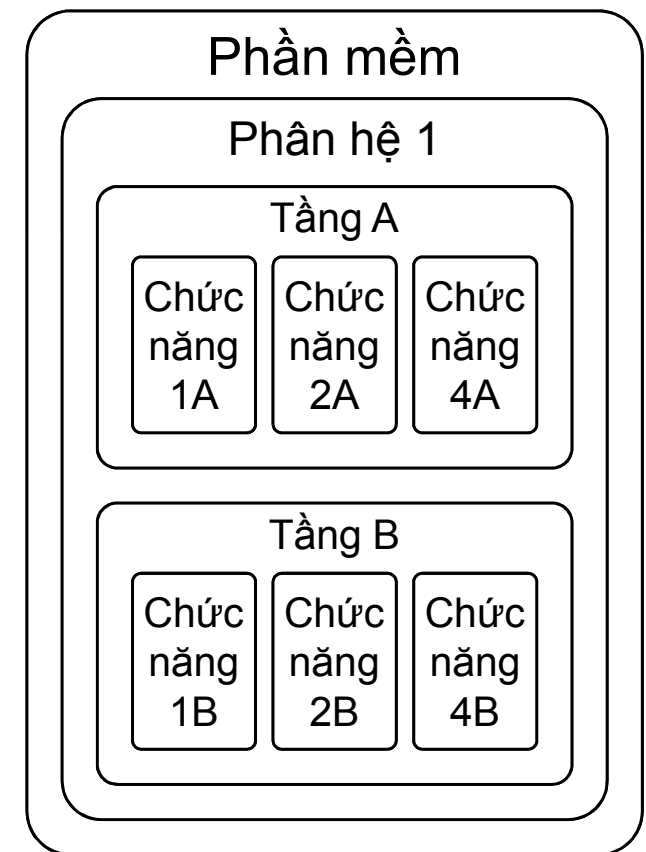 Phần mềm
Phân hệ 1
Tầng A
Chức
năng
1A
Chức
năng
2A
Chức
năng
4A
Tầng B
Chức
năng
1B
Chức
năng
2B
Chức
năng
4B